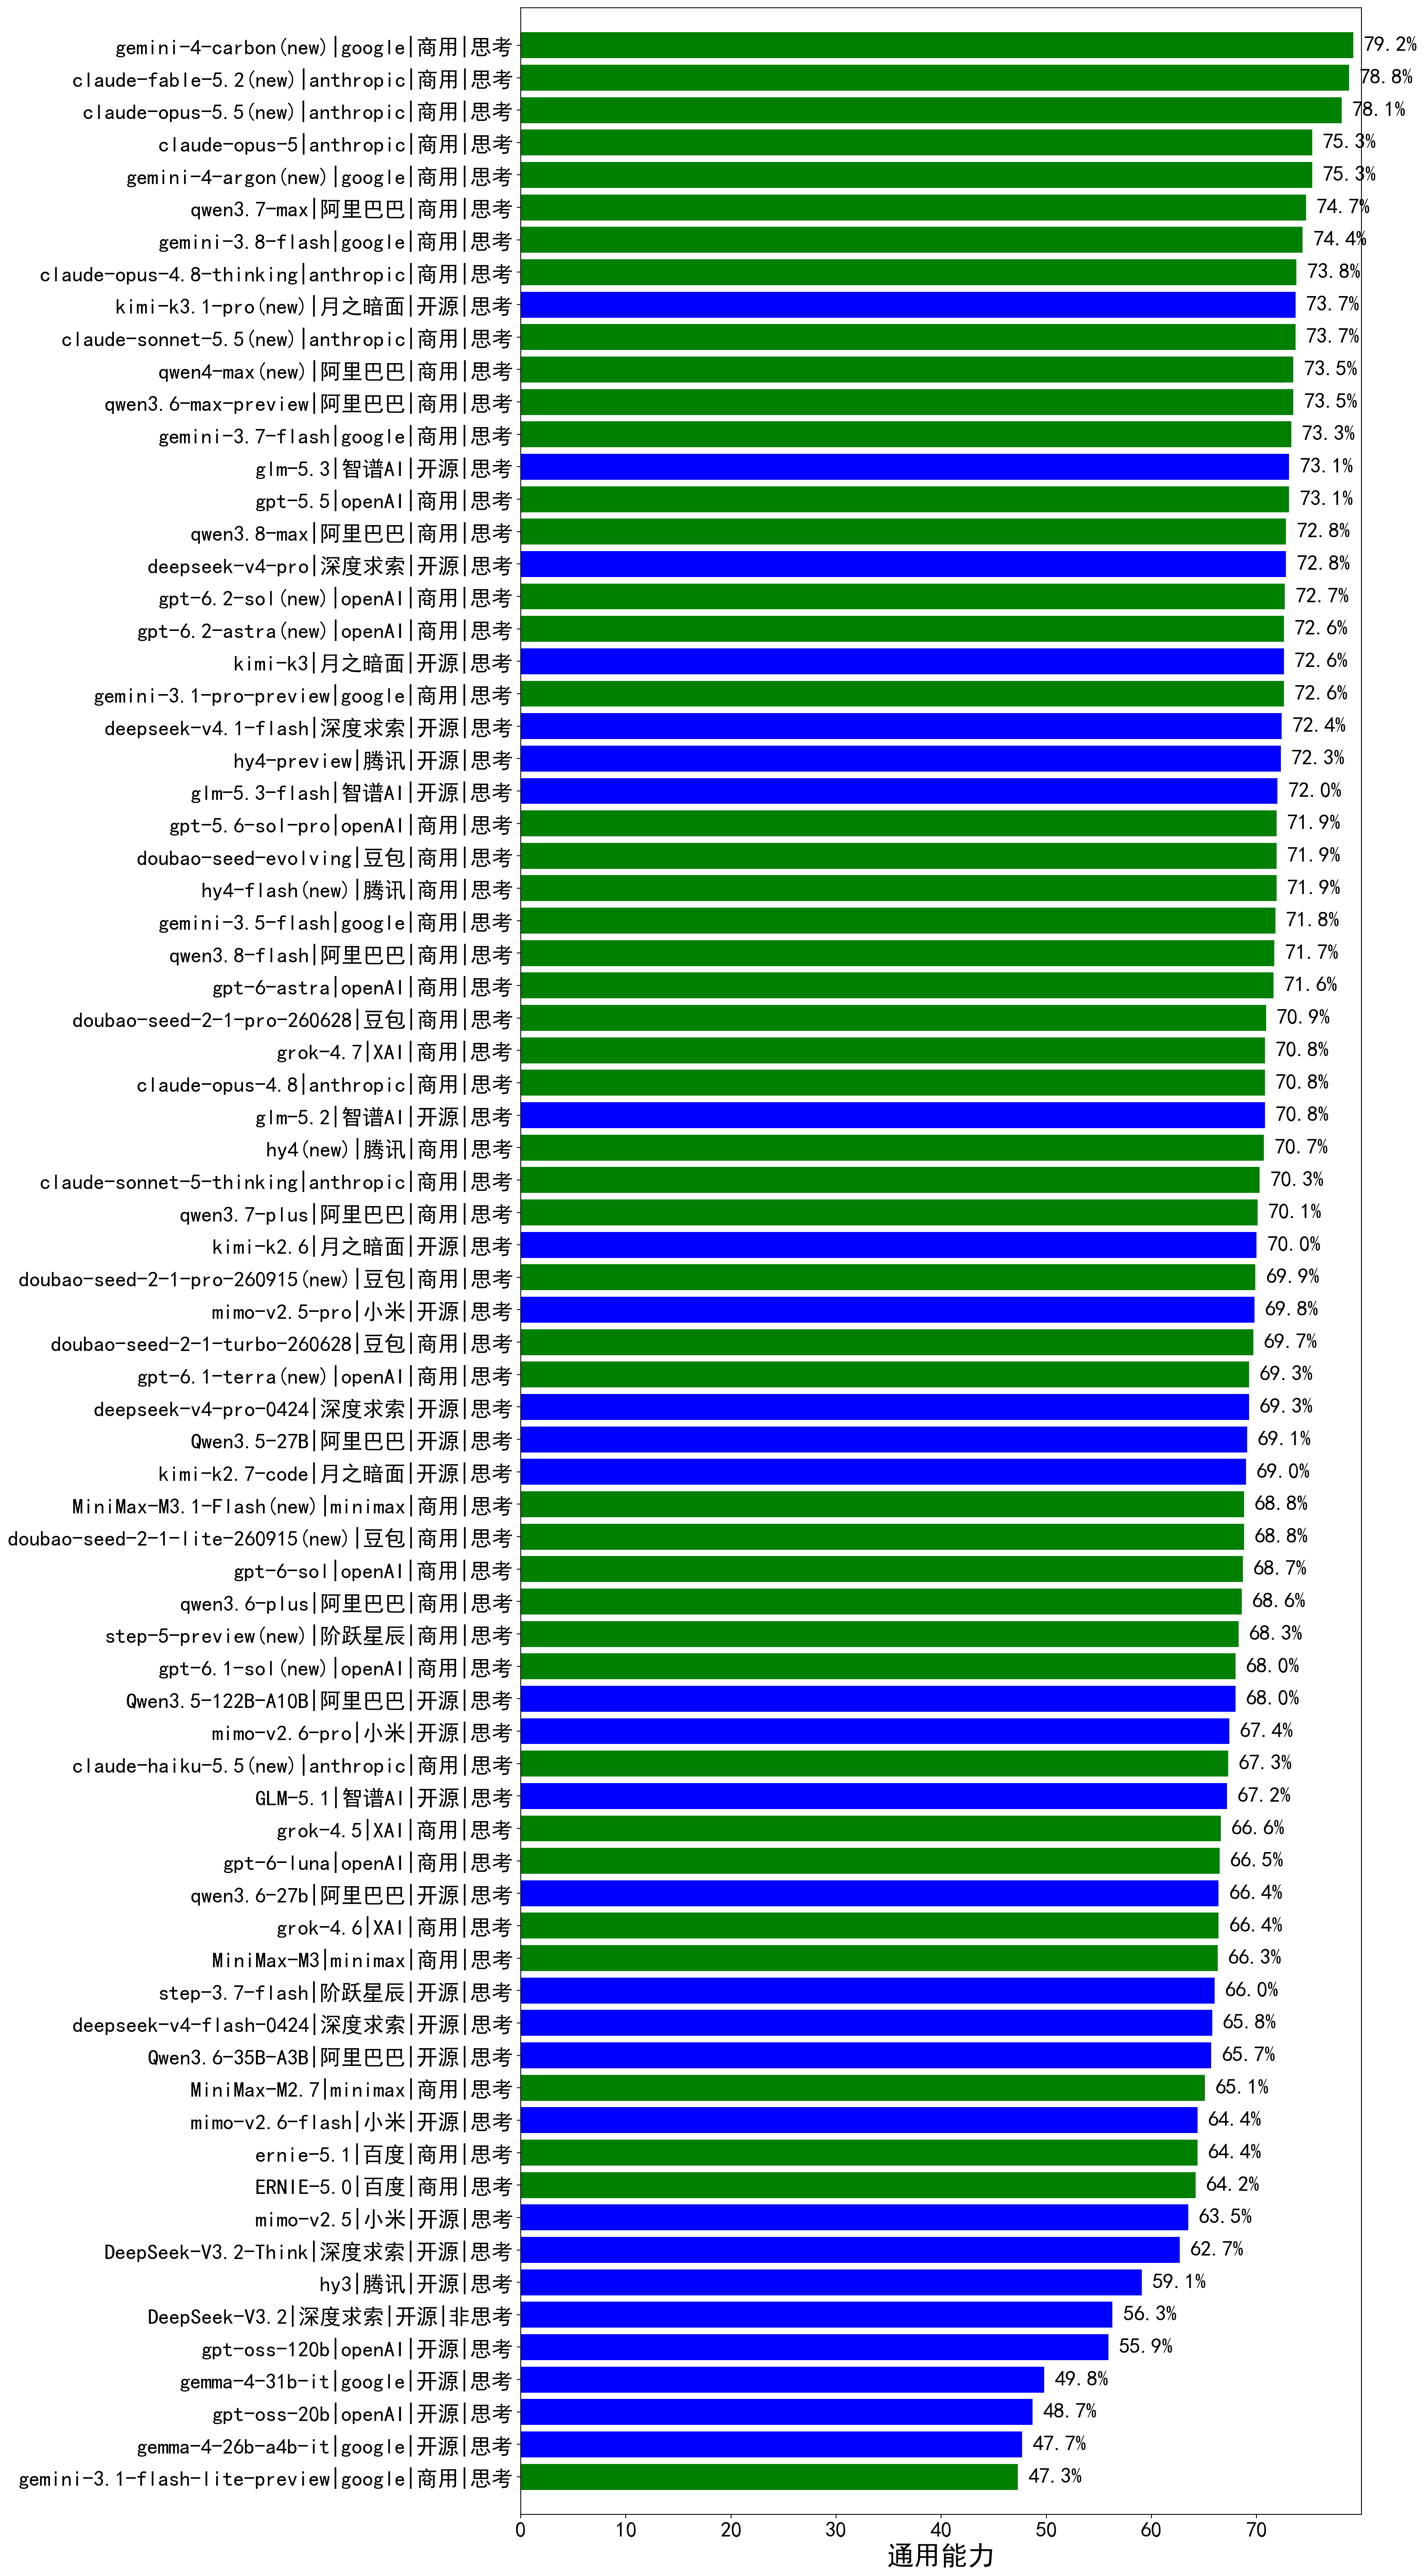 gemini-4-carbon(new)|google|商用|思考 79.2%
claude-fable-5.2(new)|anthropic|商用|思考 78.8%
claude-opus-5.5(new)|anthropic|商用|思考 78.1%
claude-opus-5|anthropic|商用|思考 75.3%
gemini-4-argon(new)|google|商用|思考 75.3%
qwen3.7-max|阿里巴巴|商用|思考 74.7%
gemini-3.8-flash|google|商用|思考 74.4%
claude-opus-4.8-thinking|anthropic|商用|思考 73.8%
kimi-k3.1-pro(new)|月之暗面|开源|思考 73.7%
claude-sonnet-5.5(new)|anthropic|商用|思考 73.7%
qwen4-max(new)|阿里巴巴|商用|思考 73.5%
qwen3.6-max-preview|阿里巴巴|商用|思考 73.5%
gemini-3.7-flash|google|商用|思考 73.3%
glm-5.3|智谱AI|开源|思考 73.1%
gpt-5.5|openAI|商用|思考 73.1%
qwen3.8-max|阿里巴巴|商用|思考 72.8%
deepseek-v4-pro|深度求索|开源|思考 72.8%
gpt-6.2-sol(new)|openAI|商用|思考 72.7%
gpt-6.2-astra(new)|openAI|商用|思考 72.6%
kimi-k3|月之暗面|开源|思考 72.6%
gemini-3.1-pro-preview|google|商用|思考 72.6%
deepseek-v4.1-flash|深度求索|开源|思考 72.4%
hy4-preview|腾讯|开源|思考 72.3%
glm-5.3-flash|智谱AI|开源|思考 72.0%
gpt-5.6-sol-pro|openAI|商用|思考 71.9%
doubao-seed-evolving|豆包|商用|思考 71.9%
hy4-flash(new)|腾讯|商用|思考 71.9%
gemini-3.5-flash|google|商用|思考 71.8%
qwen3.8-flash|阿里巴巴|商用|思考 71.7%
gpt-6-astra|openAI|商用|思考 71.6%
doubao-seed-2-1-pro-260628|豆包|商用|思考 70.9%
grok-4.7|XAI|商用|思考 70.8%
claude-opus-4.8|anthropic|商用|思考 70.8%
glm-5.2|智谱AI|开源|思考 70.8%
hy4(new)|腾讯|商用|思考 70.7%
claude-sonnet-5-thinking|anthropic|商用|思考 70.3%
qwen3.7-plus|阿里巴巴|商用|思考 70.1%
kimi-k2.6|月之暗面|开源|思考 70.0%
doubao-seed-2-1-pro-260915(new)|豆包|商用|思考 69.9%
mimo-v2.5-pro|小米|开源|思考 69.8%
doubao-seed-2-1-turbo-260628|豆包|商用|思考 69.7%
gpt-6.1-terra(new)|openAI|商用|思考 69.3%
deepseek-v4-pro-0424|深度求索|开源|思考 69.3%
Qwen3.5-27B|阿里巴巴|开源|思考 69.1%
kimi-k2.7-code|月之暗面|开源|思考 69.0%
MiniMax-M3.1-Flash(new)|minimax|商用|思考 68.8%
doubao-seed-2-1-lite-260915(new)|豆包|商用|思考 68.8%
gpt-6-sol|openAI|商用|思考 68.7%
qwen3.6-plus|阿里巴巴|商用|思考 68.6%
step-5-preview(new)|阶跃星辰|商用|思考 68.3%
gpt-6.1-sol(new)|openAI|商用|思考 68.0%
Qwen3.5-122B-A10B|阿里巴巴|开源|思考 68.0%
mimo-v2.6-pro|小米|开源|思考 67.4%
claude-haiku-5.5(new)|anthropic|商用|思考 67.3%
GLM-5.1|智谱AI|开源|思考 67.2%
grok-4.5|XAI|商用|思考 66.6%
gpt-6-luna|openAI|商用|思考 66.5%
qwen3.6-27b|阿里巴巴|开源|思考 66.4%
grok-4.6|XAI|商用|思考 66.4%
MiniMax-M3|minimax|商用|思考 66.3%
step-3.7-flash|阶跃星辰|开源|思考 66.0%
deepseek-v4-flash-0424|深度求索|开源|思考 65.8%
Qwen3.6-35B-A3B|阿里巴巴|开源|思考 65.7%
MiniMax-M2.7|minimax|商用|思考 65.1%
mimo-v2.6-flash|小米|开源|思考 64.4%
ernie-5.1|百度|商用|思考 64.4%
ERNIE-5.0|百度|商用|思考 64.2%
mimo-v2.5|小米|开源|思考 63.5%
DeepSeek-V3.2-Think|深度求索|开源|思考 62.7%
hy3|腾讯|开源|思考 59.1%
DeepSeek-V3.2|深度求索|开源|非思考 56.3%
gpt-oss-120b|openAI|开源|思考 55.9%
gemma-4-31b-it|google|开源|思考 49.8%
gpt-oss-20b|openAI|开源|思考 48.7%
gemma-4-26b-a4b-it|google|开源|思考 47.7%
gemini-3.1-flash-lite-preview|google|商用|思考 47.3%
0 10 20 30 40 50 60 70
通用能力